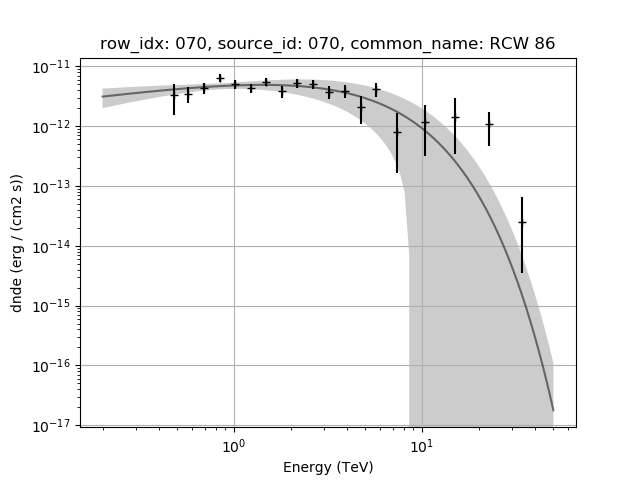 row_idx: 070, source_id: 070, common_name: RCW 86
10⁻¹¹
10⁻¹²
10⁻¹³
10⁻¹⁴
10⁻¹⁵
10⁻¹⁶
10⁻¹⁷
dnde (erg / (cm2 s))
10⁰ 10¹
Energy (TeV)